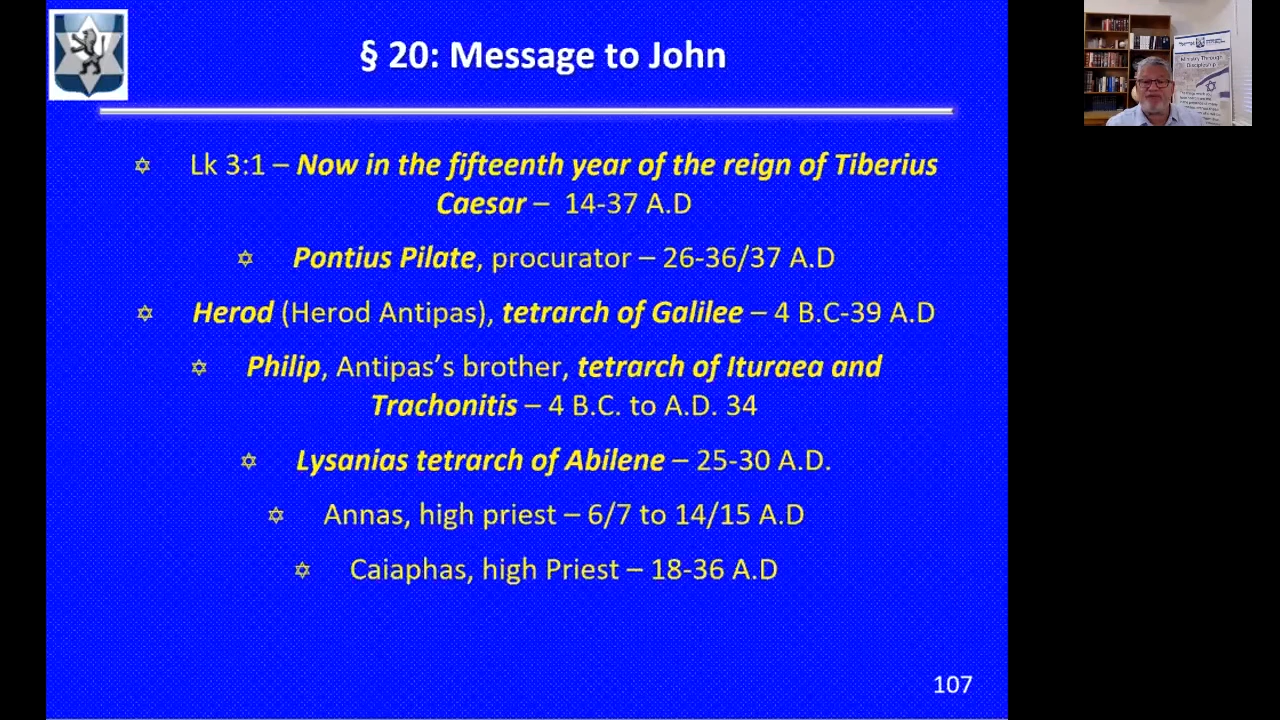 § 20: Message to John
Lk 3:1 – Now in the fifteenth year of the reign of Tiberius
Caesar – 14-37 A.D
Pontius Pilate, procurator – 26-36/37 A.D
Herod (Herod Antipas), tetrarch of Galilee – 4 B.C-39 A.D
Philip, Antipas's brother, tetrarch of Ituraea and
Trachonitis – 4 B.C. to A.D. 34
Lysanias tetrarch of Abilene – 25-30 A.D.
Annas, high priest – 6/7 to 14/15 A.D
Caiaphas, high Priest – 18-36 A.D
107
Ministry Through
Discipleship